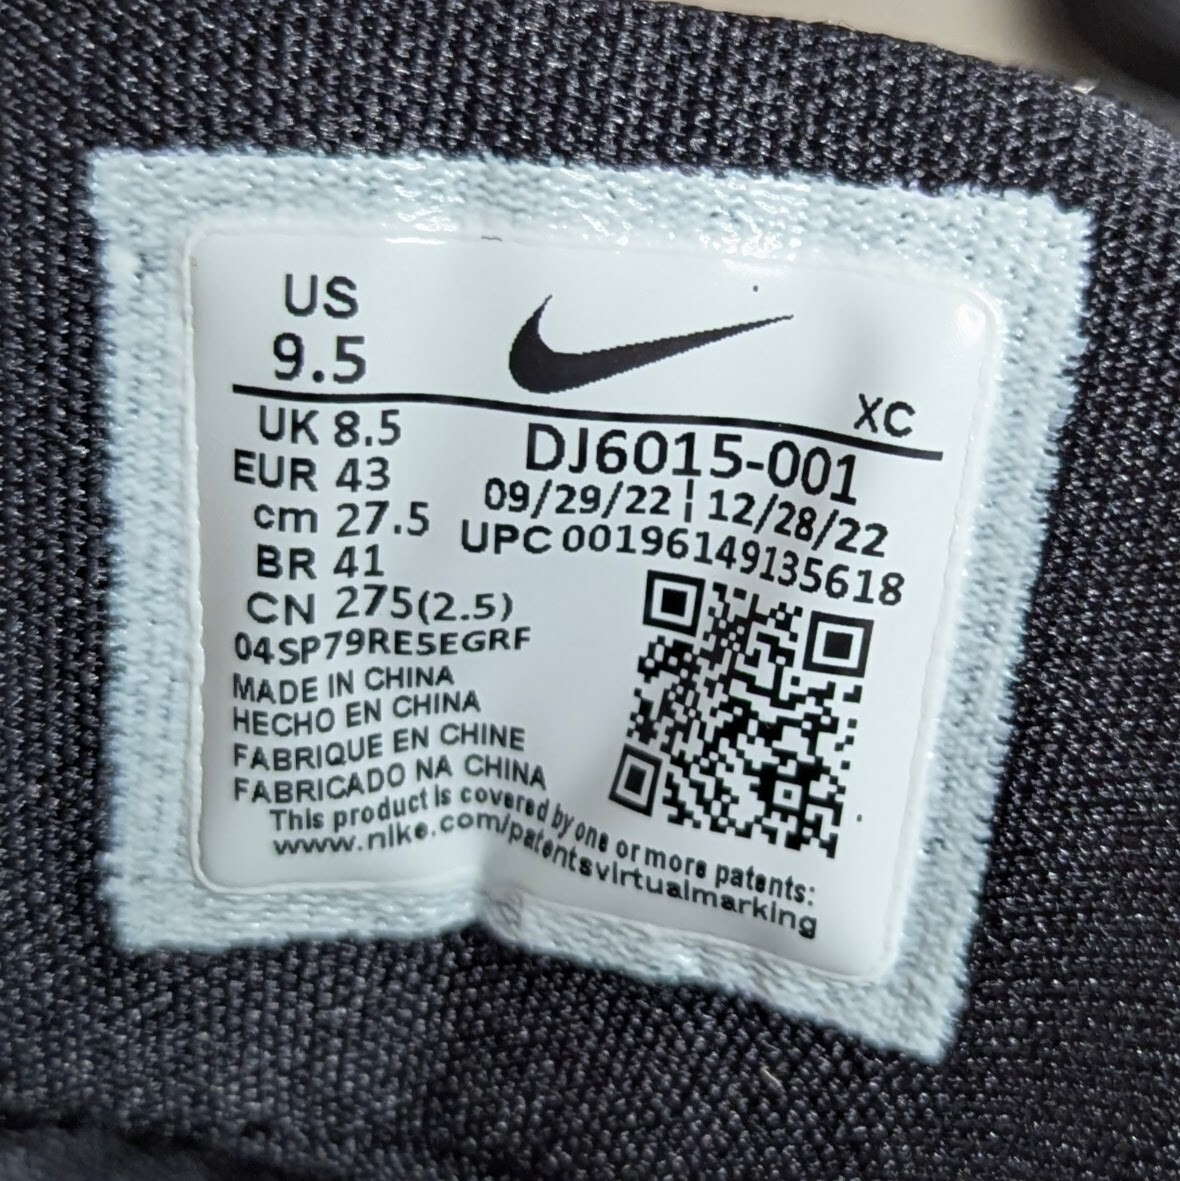 US
9.5
XC
UK 8.5
EUR 43
cm 27.5
BR 41
CN 275(2.5)
04SP79RE5EGRF
MADE IN CHINA
HECHO EN CHINA
FABRIQUE EN CHINE
FABRICADO NA CHINA
DJ6015-001
09/29/22 | 12/28/22
UPC 00196149135618
This product is covered by one or more patents:
www.nike.com/patentsvirtualmarking